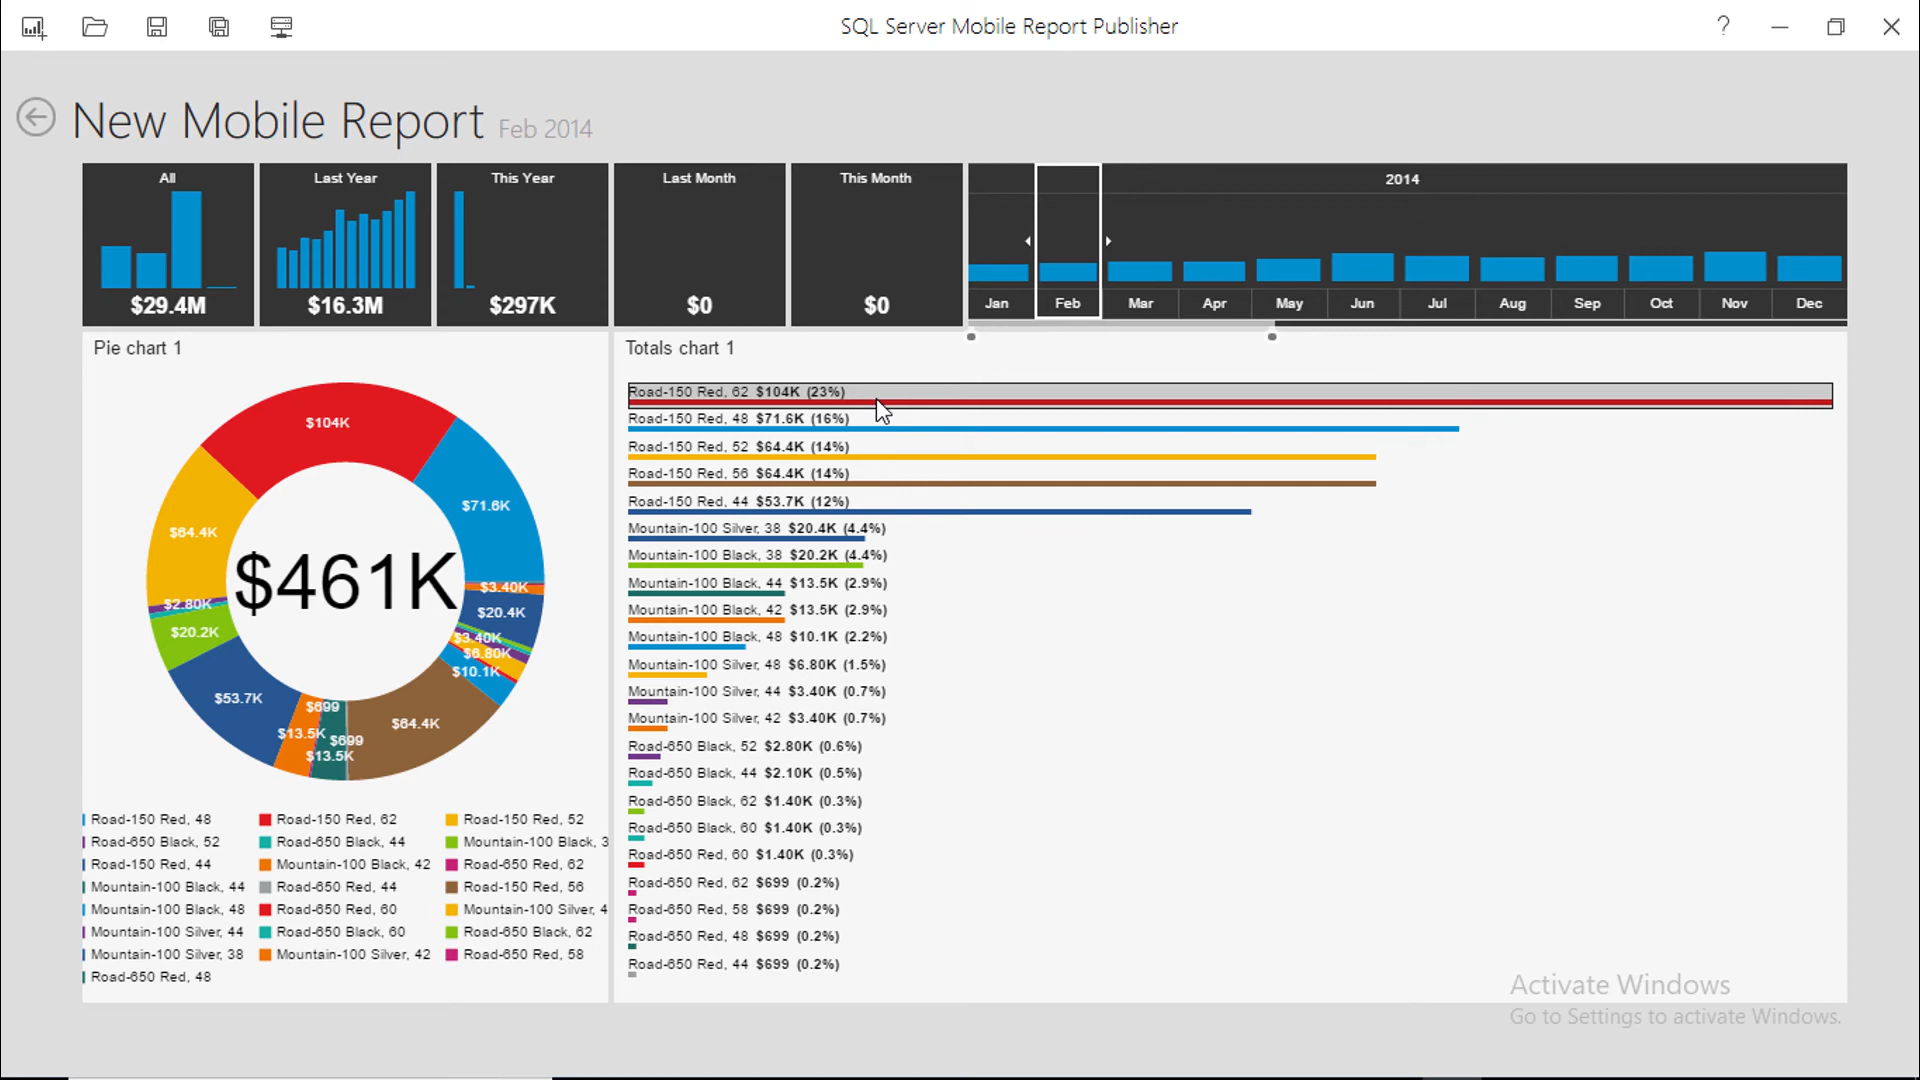 SQL Server Mobile Report Publisher
?
New Mobile Report Feb 2014
All
Last Year
This Year
Last Month
This Month
2014
$29.4M
$16.3M
$297K
$0
$0
Jan
Feb
Mar
Apr
May
Jun
Jul
Aug
Sep
Oct
Nov
Dec
Pie chart 1
$104K
$71.6K
$64.4K
$461K
$3.40K
$2.80K
$20.4K
$20.2K
$3.40K
$6.80K
$10.1K
$53.7K
$699
$64.4K
$13.5K
$699
$13.5K
Road-150 Red, 48
Road-150 Red, 62
Road-150 Red, 52
Road-650 Black, 52
Road-650 Black, 44
Mountain-100 Black, 3
Road-150 Red, 44
Mountain-100 Black, 42
Road-650 Red, 62
Mountain-100 Black, 44
Road-650 Red, 44
Road-150 Red, 56
Mountain-100 Black, 48
Road-650 Red, 60
Mountain-100 Silver, 4
Mountain-100 Silver, 44
Road-650 Black, 60
Road-650 Black, 62
Mountain-100 Silver, 38
Mountain-100 Silver, 42
Road-650 Red, 58
Road-650 Red, 48
Totals chart 1
Road-150 Red, 62 $104K (23%)
Road-150 Red, 48 $71.6K (16%)
Road-150 Red, 52 $64.4K (14%)
Road-150 Red, 56 $64.4K (14%)
Road-150 Red, 44 $53.7K (12%)
Mountain-100 Silver, 38 $20.4K (4.4%)
Mountain-100 Black, 38 $20.2K (4.4%)
Mountain-100 Black, 44 $13.5K (2.9%)
Mountain-100 Black, 42 $13.5K (2.9%)
Mountain-100 Black, 48 $10.1K (2.2%)
Mountain-100 Silver, 48 $6.80K (1.5%)
Mountain-100 Silver, 44 $3.40K (0.7%)
Mountain-100 Silver, 42 $3.40K (0.7%)
Road-650 Black, 52 $2.80K (0.6%)
Road-650 Black, 44 $2.10K (0.5%)
Road-650 Black, 62 $1.40K (0.3%)
Road-650 Black, 60 $1.40K (0.3%)
Road-650 Red, 60 $1.40K (0.3%)
Road-650 Red, 62 $699 (0.2%)
Road-650 Red, 58 $699 (0.2%)
Road-650 Red, 48 $699 (0.2%)
Road-650 Red, 44 $699 (0.2%)
Activate Windows
Go to Settings to activate Windows.